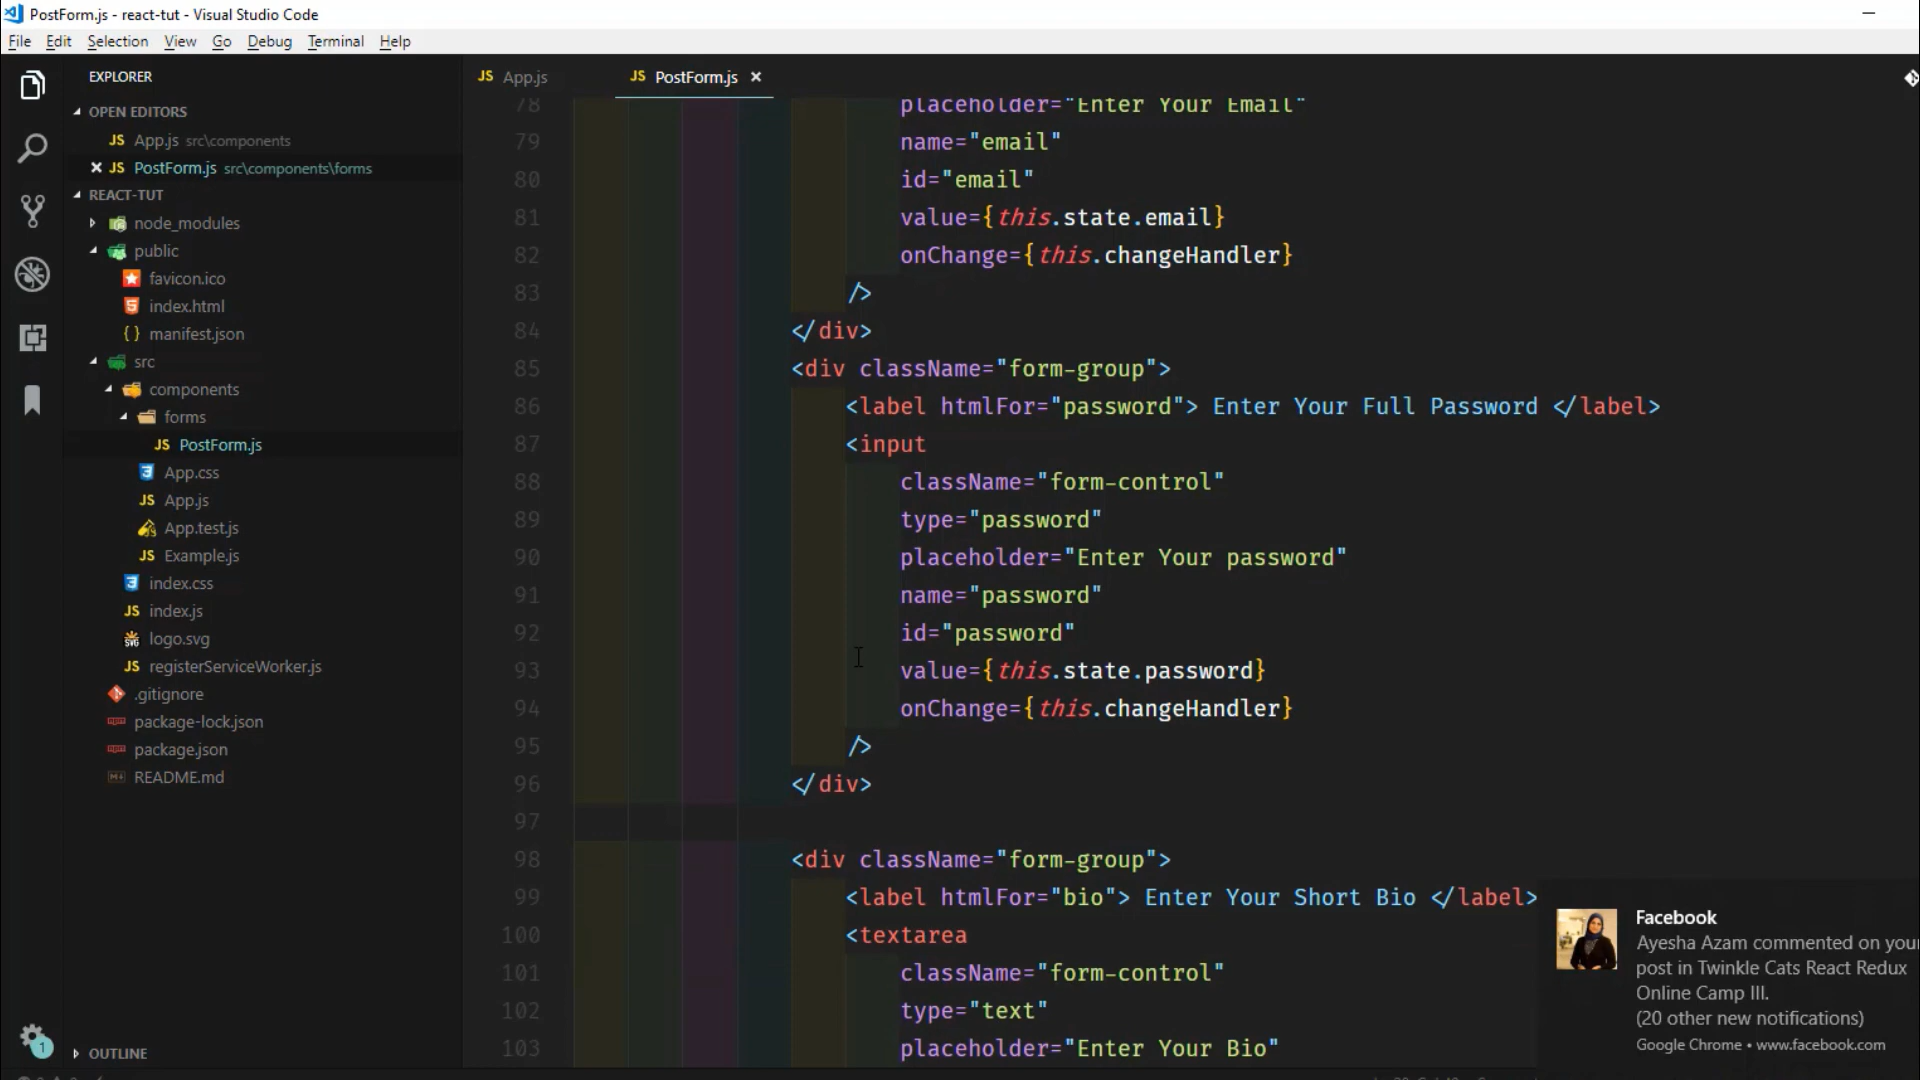 PostForm.js - react-tut - Visual Studio Code
File Edit Selection View Go Debug Terminal Help
EXPLORER
OPEN EDITORS
JS App.js src\components
JS PostForm.js src\components\forms
REACT-TUT
node_modules
public
favicon.ico
index.html
{ } manifest.json
src
components
forms
JS PostForm.js
App.css
JS App.js
App.test.js
JS Example.js
index.css
JS index.js
logo.svg
JS registerServiceWorker.js
.gitignore
package-lock.json
package.json
README.md
OUTLINE
1
JS App.js JS PostForm.js
78 placeholder="Enter Your Email"
79 name="email"
80 id="email"
81 value={this.state.email}
82 onChange={this.changeHandler}
83 />
84 </div>
85 <div className="form-group">
86 <label htmlFor="password"> Enter Your Full Password </label>
87 <input
88 className="form-control"
89 type="password"
90 placeholder="Enter Your password"
91 name="password"
92 id="password"
93 value={this.state.password}
94 onChange={this.changeHandler}
95 />
96 </div>
97
98 <div className="form-group">
99 <label htmlFor="bio"> Enter Your Short Bio </label>
100 <textarea
101 className="form-control"
102 type="text"
103 placeholder="Enter Your Bio"
Facebook
Ayesha Azam commented on your
post in Twinkle Cats React Redux
Online Camp III.
(20 other new notifications)
Google Chrome • www.facebook.com